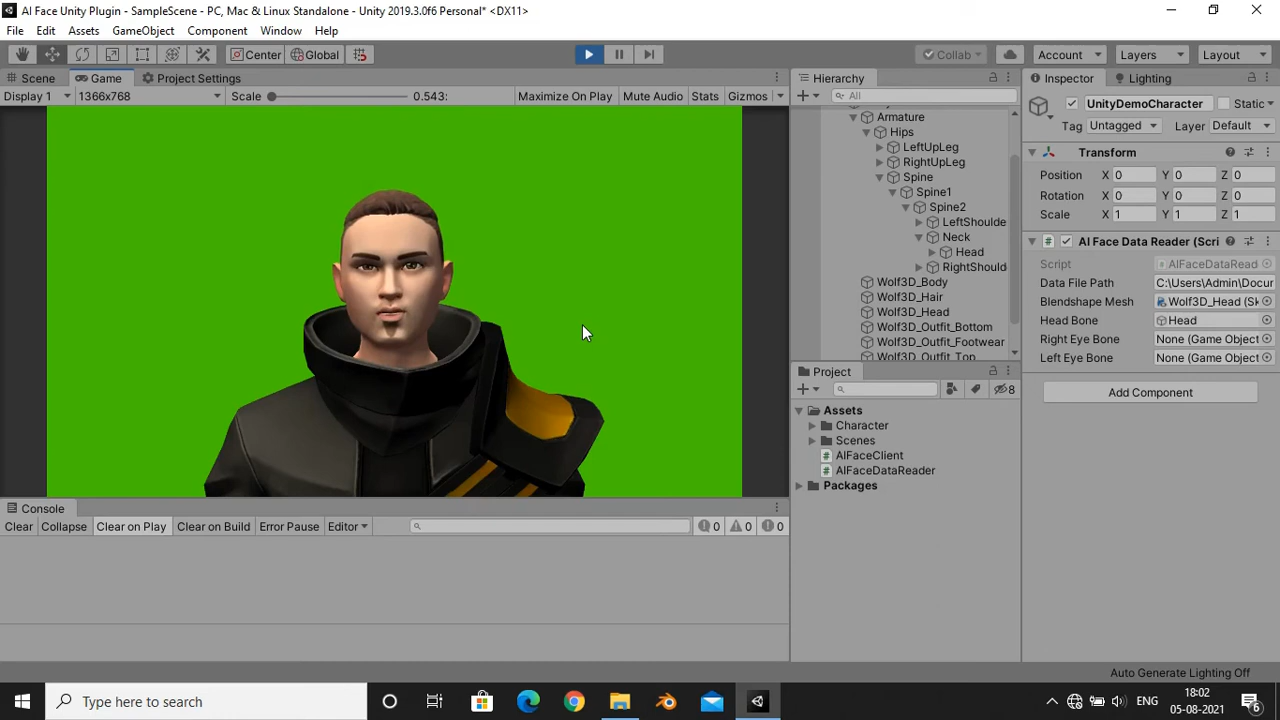 AI Face Unity Plugin - SampleScene - PC, Mac & Linux Standalone - Unity 2019.3.0f6 Personal* <DX11>
File Edit Assets GameObject Component Window Help
Center Global Collab Account Layers Layout
Scene Game Project Settings
Display 1 1366x768 Scale 0.543: Maximize On Play Mute Audio Stats Gizmos
Hierarchy
All
Armature
Hips
LeftUpLeg
RightUpLeg
Spine
Spine1
Spine2
LeftShoulde
Neck
Head
RightShould
Wolf3D_Body
Wolf3D_Hair
Wolf3D_Head
Wolf3D_Outfit_Bottom
Wolf3D_Outfit_Footwear
Wolf3D_Outfit_Top
Project
8
Assets
Character
Scenes
AIFaceClient
AIFaceDataReader
Packages
Inspector Lighting
UnityDemoCharacter Static
Tag Untagged Layer Default
Transform
Position X 0 Y 0 Z 0
Rotation X 0 Y 0 Z 0
Scale X 1 Y 1 Z 1
AI Face Data Reader (Scri
Script AIFaceDataRead
Data File Path C:\Users\Admin\Docur
Blendshape Mesh Wolf3D_Head (Sk
Head Bone Head
Right Eye Bone None (Game Object
Left Eye Bone None (Game Object
Add Component
Console
Clear Collapse Clear on Play Clear on Build Error Pause Editor 0 0 0
Auto Generate Lighting Off
Type here to search
ENG
18:02
05-08-2021
6